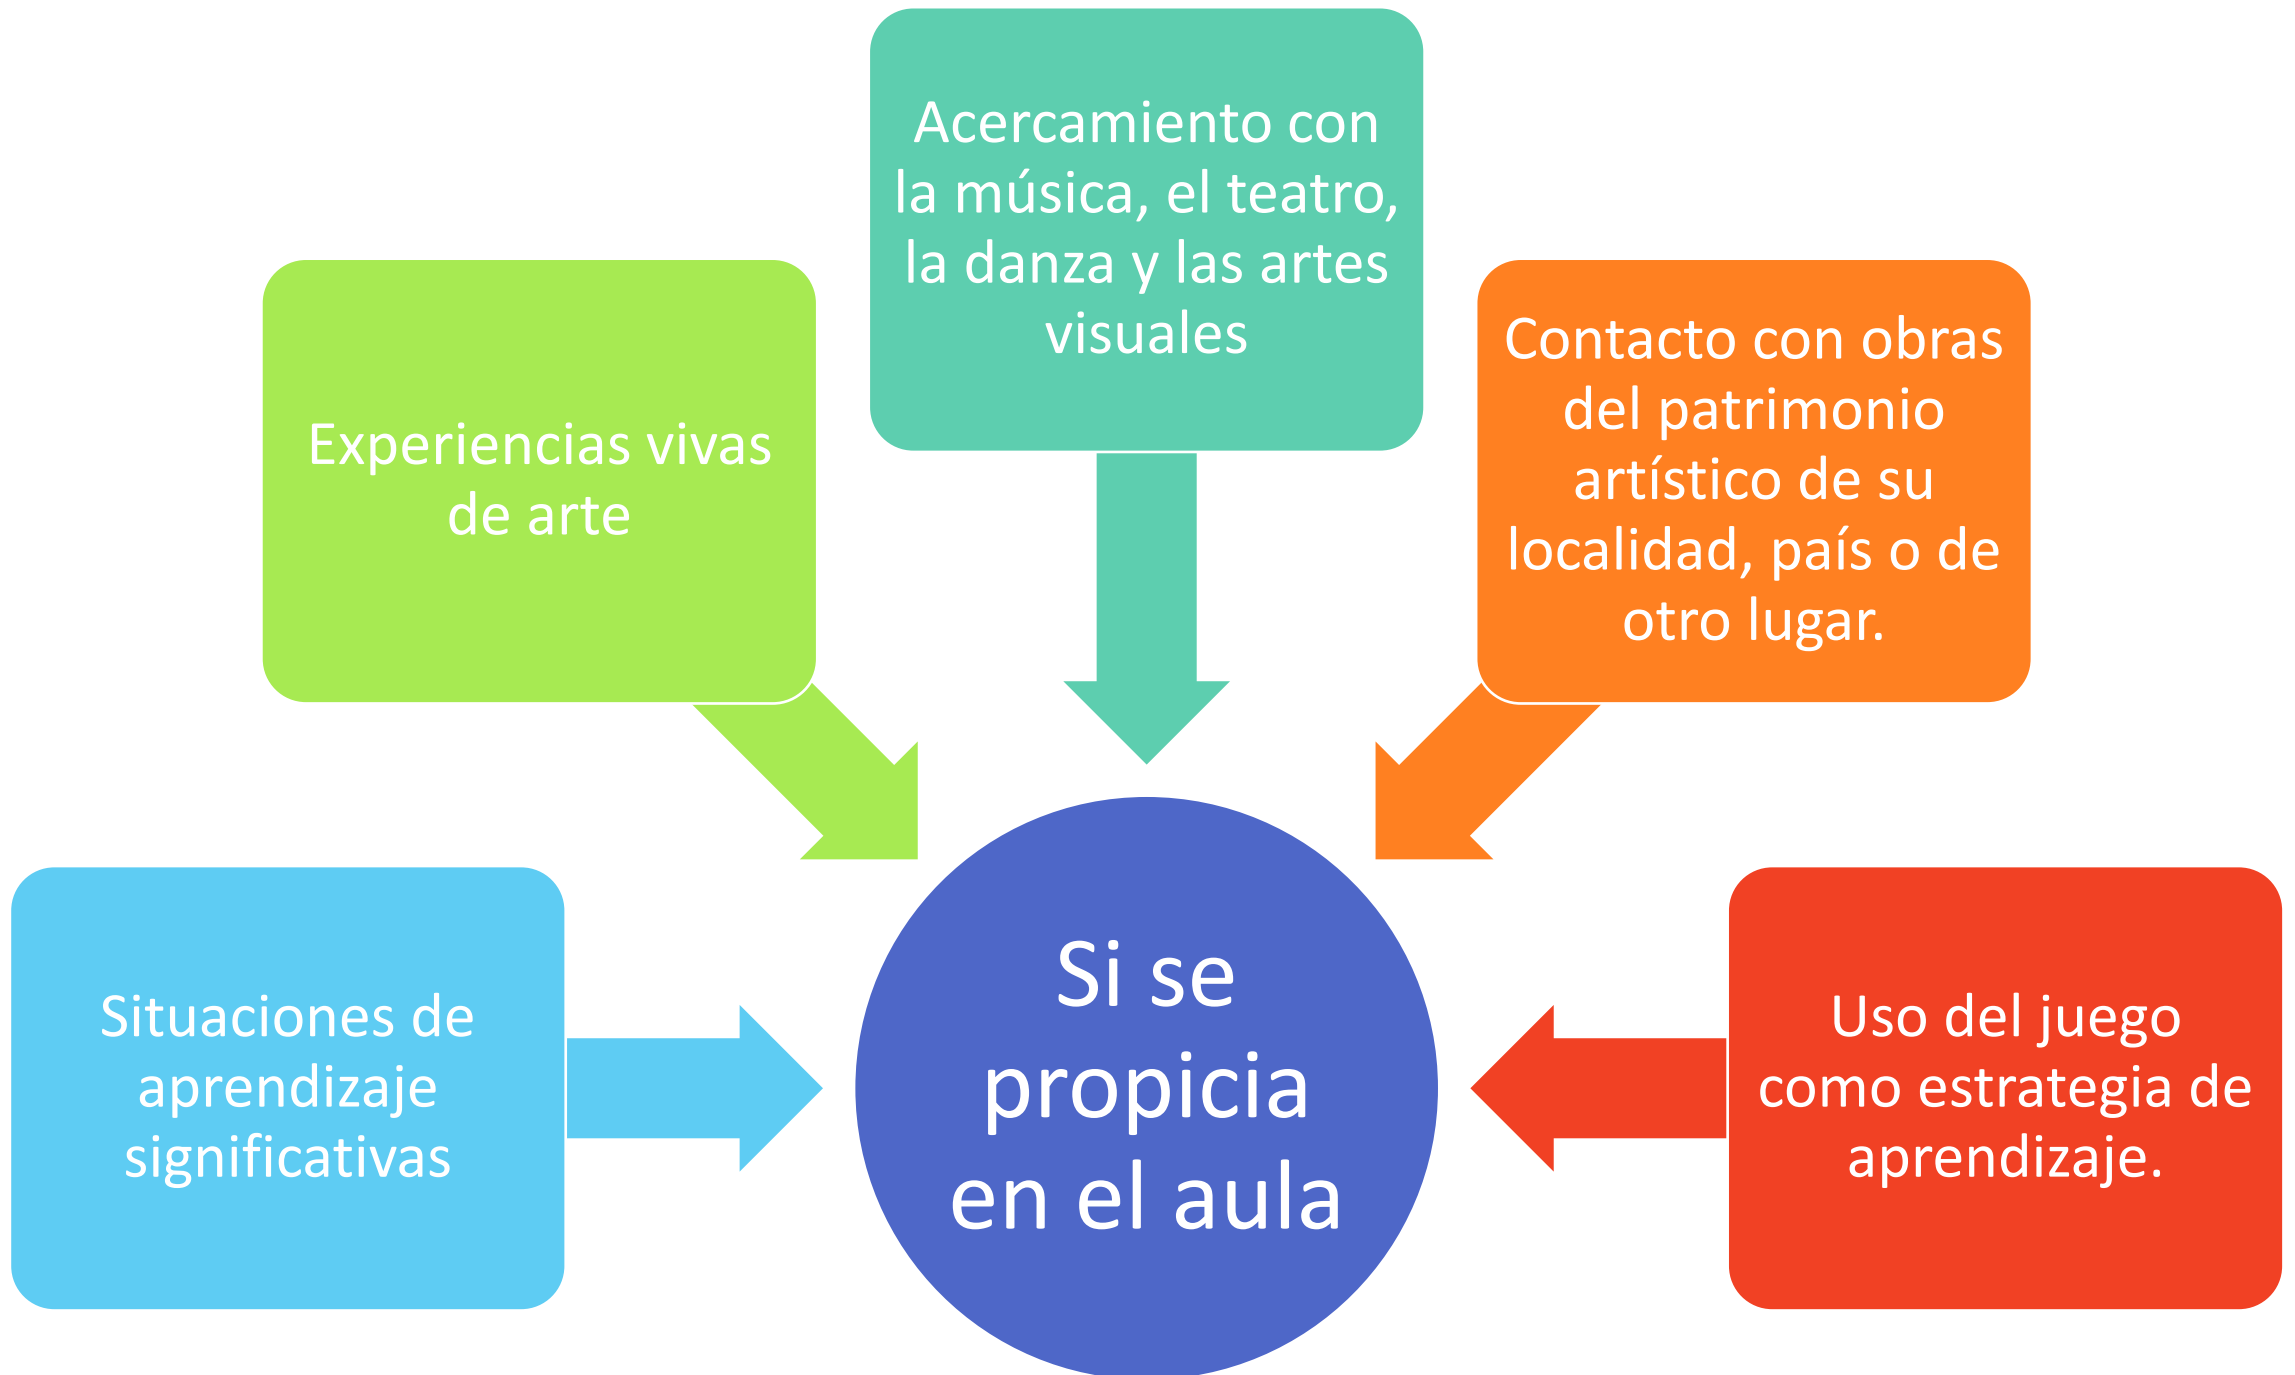 Acercamiento con
la música, el teatro,
la danza y las artes
visuales
Experiencias vivas
de arte
Contacto con obras
del patrimonio
artístico de su
localidad, país o de
otro lugar.
Situaciones de
aprendizaje
significativas
Si se
propicia
en el aula
Uso del juego
como estrategia de
aprendizaje.